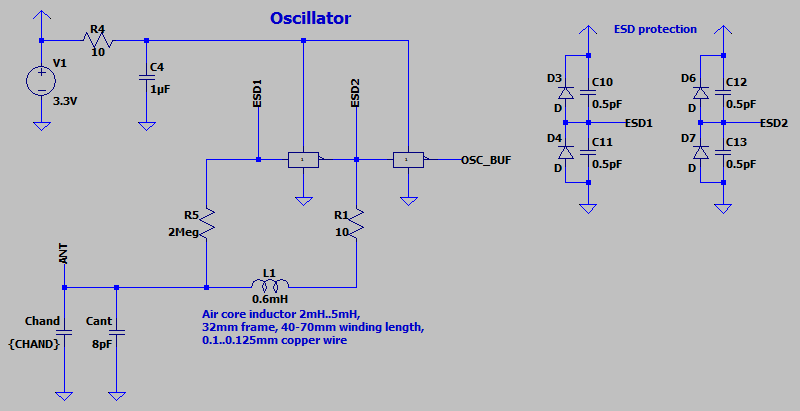 Oscillator
ESD protection
R4
10
V1
3.3V
C4
1µF
ESD1
ESD2
1
1
OSC_BUF
D3
D
C10
0.5pF
ESD1
D4
D
C11
0.5pF
D6
D
C12
0.5pF
ESD2
D7
D
C13
0.5pF
R5
2Meg
R1
10
ANT
L1
0.6mH
Air core inductor 2mH..5mH,
32mm frame, 40-70mm winding length,
0.1..0.125mm copper wire
Chand
{CHAND}
Cant
8pF